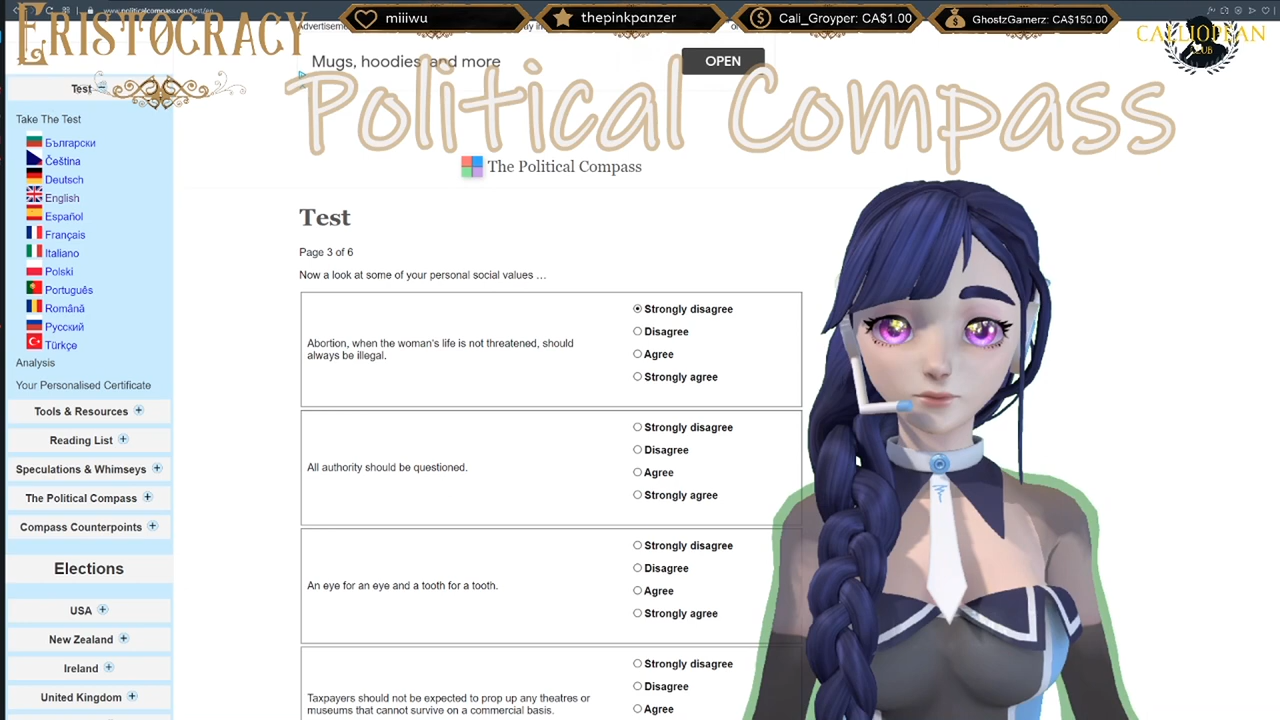 www.politicalcompass.org/test/en
ERISTOCRACY
miiiwu
thepinkpanzer
Cali_Groyper: CA$1.00
GhostzGamerz: CA$150.00
CALLIOPEAN
CLUB
Mugs, hoodies, and more
OPEN
Political Compass
The Political Compass
Test
Take The Test
Български
Čeština
Deutsch
English
Español
Français
Italiano
Polski
Português
Română
Русский
Türkçe
Analysis
Your Personalised Certificate
Tools & Resources +
Reading List +
Speculations & Whimseys +
The Political Compass +
Compass Counterpoints +
Elections
USA +
New Zealand +
Ireland +
United Kingdom +
Test
Page 3 of 6
Now a look at some of your personal social values …
Abortion, when the woman's life is not threatened, should
always be illegal.
Strongly disagree
Disagree
Agree
Strongly agree
All authority should be questioned.
Strongly disagree
Disagree
Agree
Strongly agree
An eye for an eye and a tooth for a tooth.
Strongly disagree
Disagree
Agree
Strongly agree
Taxpayers should not be expected to prop up any theatres or
museums that cannot survive on a commercial basis.
Strongly disagree
Disagree
Agree